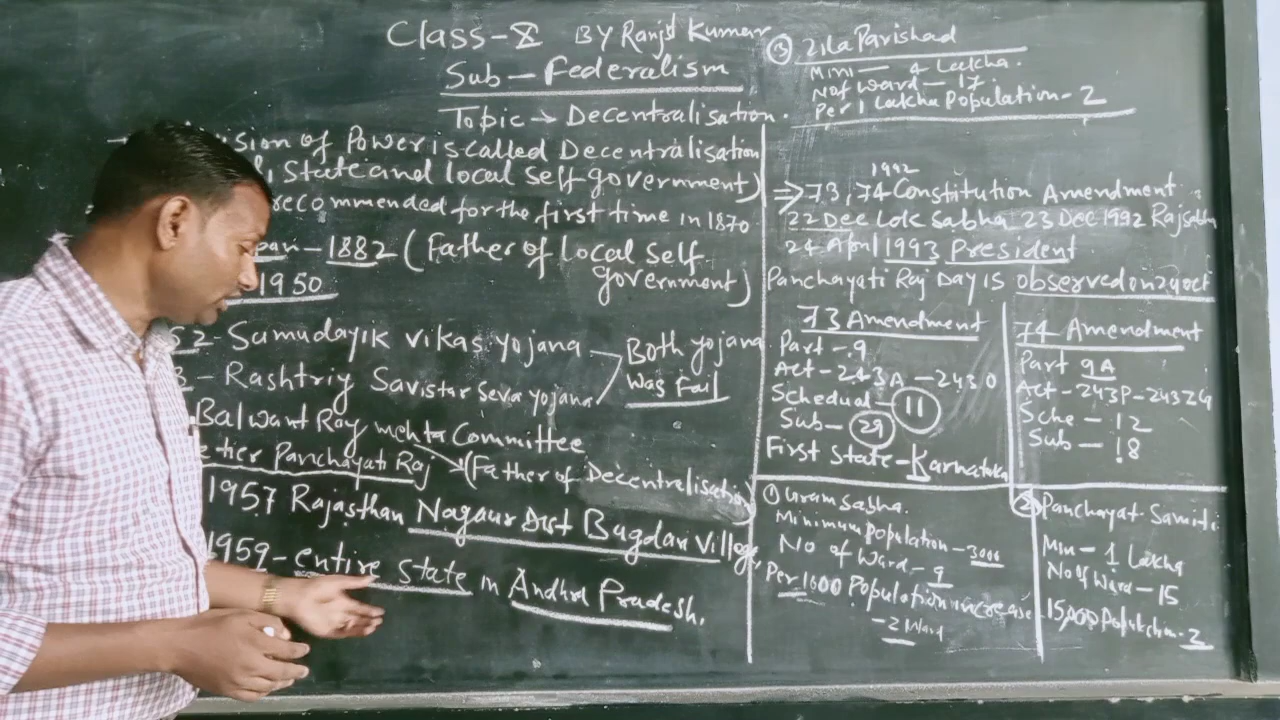 Class-X BY Ranjit Kumar
Sub - Federalism
Topic → Decentralisation.
ision of Power is called Decentralisation
, State and local Self government)
recommended for the first time in 1870
pan - 1882 (Father of local Self
government)
1950
52 - Samudayik vikas yojana
- Rashtriy Savistar Seva yojana
Both yojana
was fail
Balwant Ray mehta Committee
e tier Panchayati Raj → (Father of Decentralisation)
1957 Rajasthan Nagaur Dist Bagdari Village
1959 - entire state in Andhra Pradesh.
③ Zila Parishad
Mini — 4 Lakha.
No of Ward — 17
Per 1 Lakha Population - 2
1992
⇒ 73, 74 Constitution Amendment
22 Dec Lok Sabha 23 Dec 1992 Rajsabha
24 April 1993 President
Panchayati Raj Day is observed on
73 Amendment
Part - 9
Act - 243A - 243O
Schedual - 11
Sub - 29
First State - Karnataka
74 Amendment
Part 9A
Act - 243P - 243ZG
Sche - 12
Sub - 18
① Gram sabha.
Minimum population - 3000
No of Ward - 9
Per 1000 Population increase
- 2 Ward
② Panchayat Samiti
Min - 1 Lakha
No of Ward - 15
15,000 Population - 2